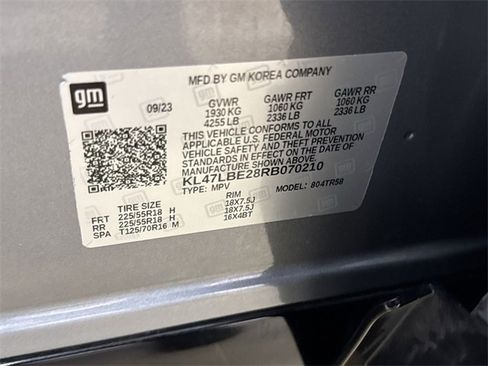 gm
MFD BY GM KOREA COMPANY
09/23
GVWR GAWR FRT GAWR RR
1930 KG 1060 KG 1060 KG
4255 LB 2336 LB 2336 LB
THIS VEHICLE CONFORMS TO ALL
APPLICABLE U.S. FEDERAL MOTOR
VEHICLE SAFETY AND THEFT PREVENTION
STANDARDS IN EFFECT ON THE DATE OF
MANUFACTURE SHOWN ABOVE.
KL47LBE28RB070210
TYPE: MPV MODEL: 804TR58
TIRE SIZE RIM
FRT 225/55R18 H 18X7.5J
RR 225/55R18 H 18X7.5J
SPA T125/70R16 M 16X4BT